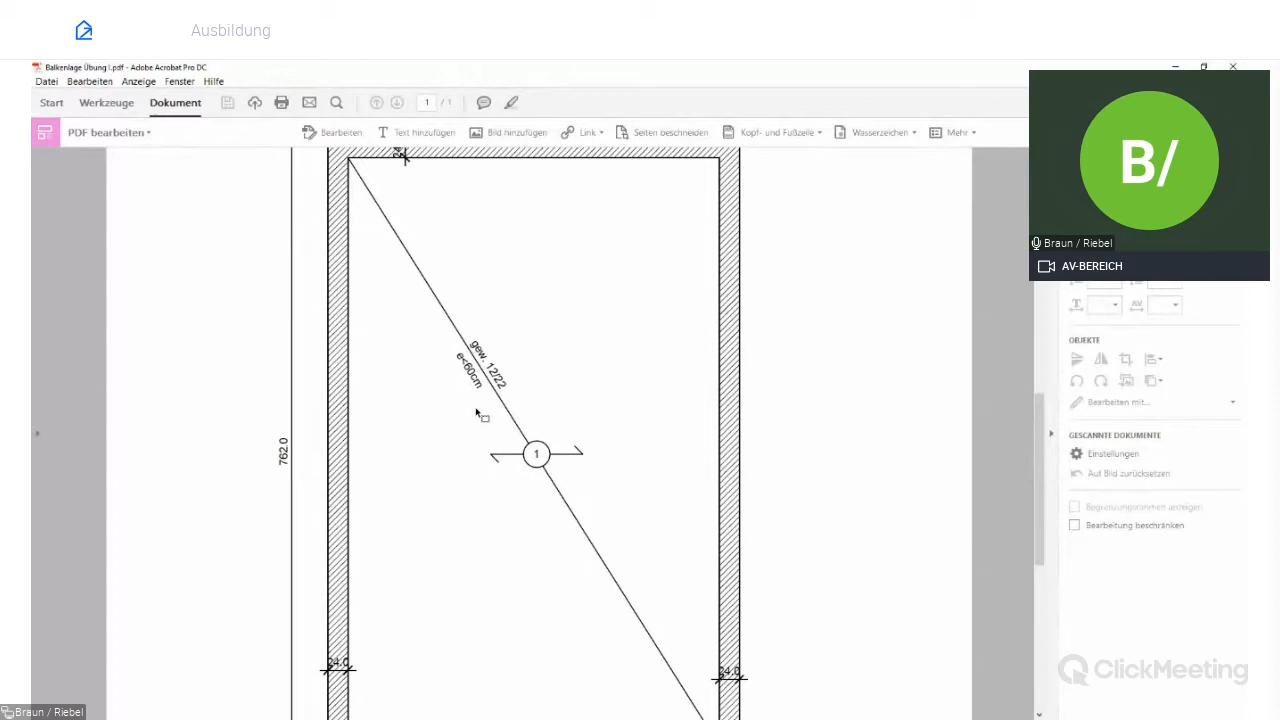 Ausbildung
Balkenlage Übung I.pdf - Adobe Acrobat Pro DC
Datei Bearbeiten Anzeige Fenster Hilfe
Start Werkzeuge Dokument 1 / 1
PDF bearbeiten Bearbeiten Text hinzufügen Bild hinzufügen Link Seiten beschneiden Kopf- und Fußzeile Wasserzeichen Mehr
B/
Braun / Riebel
AV-BEREICH
OBJEKTE
Bearbeiten mit...
GESCANNTE DOKUMENTE
Einstellungen
Auf Bild zurücksetzen
Begrenzungsrahmen anzeigen
Bearbeitung beschränken
gew. 12/22
e<60cm
1
762.0
24.0
24.0
ClickMeeting
Braun / Riebel